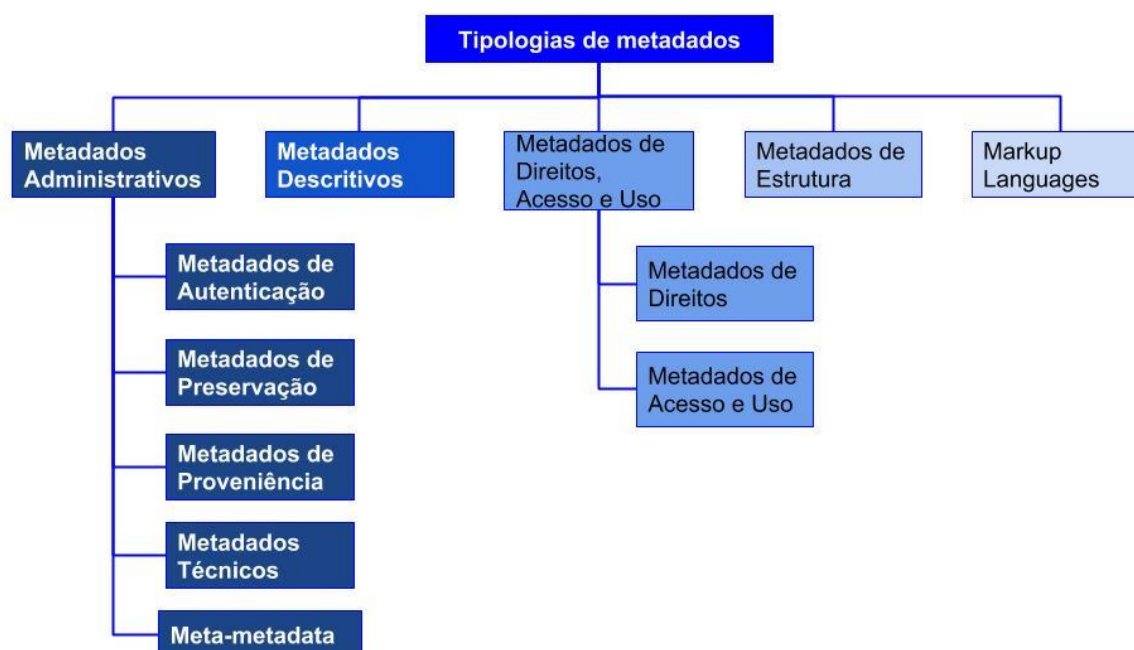 Tipologias de metadados
Metadados
Administrativos
Metadados
Descritivos
Metadados de
Direitos,
Acesso e Uso
Metadados de
Estrutura
Markup
Languages
Metadados de
Autenticação
Metadados de
Preservação
Metadados de
Proveniência
Metadados
Técnicos
Meta-metadata
Metadados de
Direitos
Metadados de
Acesso e Uso